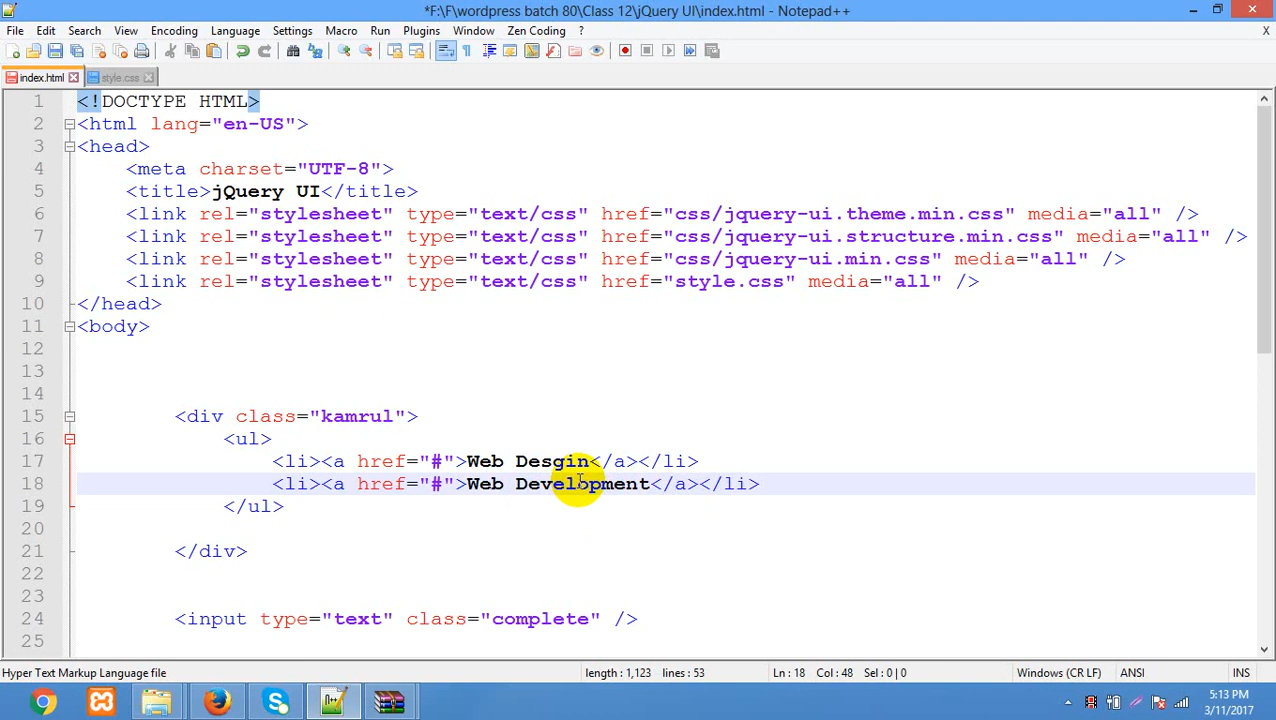 *F:\F\wordpress batch 80\Class 12\jQuery UI\index.html - Notepad++
File Edit Search View Encoding Language Settings Macro Run Plugins Window Zen Coding ? X
index.html style.css
1 <!DOCTYPE HTML>
2 <html lang="en-US">
3 <head>
4 <meta charset="UTF-8">
5 <title>jQuery UI</title>
6 <link rel="stylesheet" type="text/css" href="css/jquery-ui.theme.min.css" media="all" />
7 <link rel="stylesheet" type="text/css" href="css/jquery-ui.structure.min.css" media="all" />
8 <link rel="stylesheet" type="text/css" href="css/jquery-ui.min.css" media="all" />
9 <link rel="stylesheet" type="text/css" href="style.css" media="all" />
10 </head>
11 <body>
12
13
14
15 <div class="kamrul">
16 <ul>
17 <li><a href="#">Web Desgin</a></li>
18 <li><a href="#">Web Development</a></li>
19 </ul>
20
21 </div>
22
23
24 <input type="text" class="complete" />
25
Hyper Text Markup Language file length : 1,123 lines : 53 Ln : 18 Col : 48 Sel : 0 | 0 Windows (CR LF) ANSI INS
5:13 PM
3/11/2017